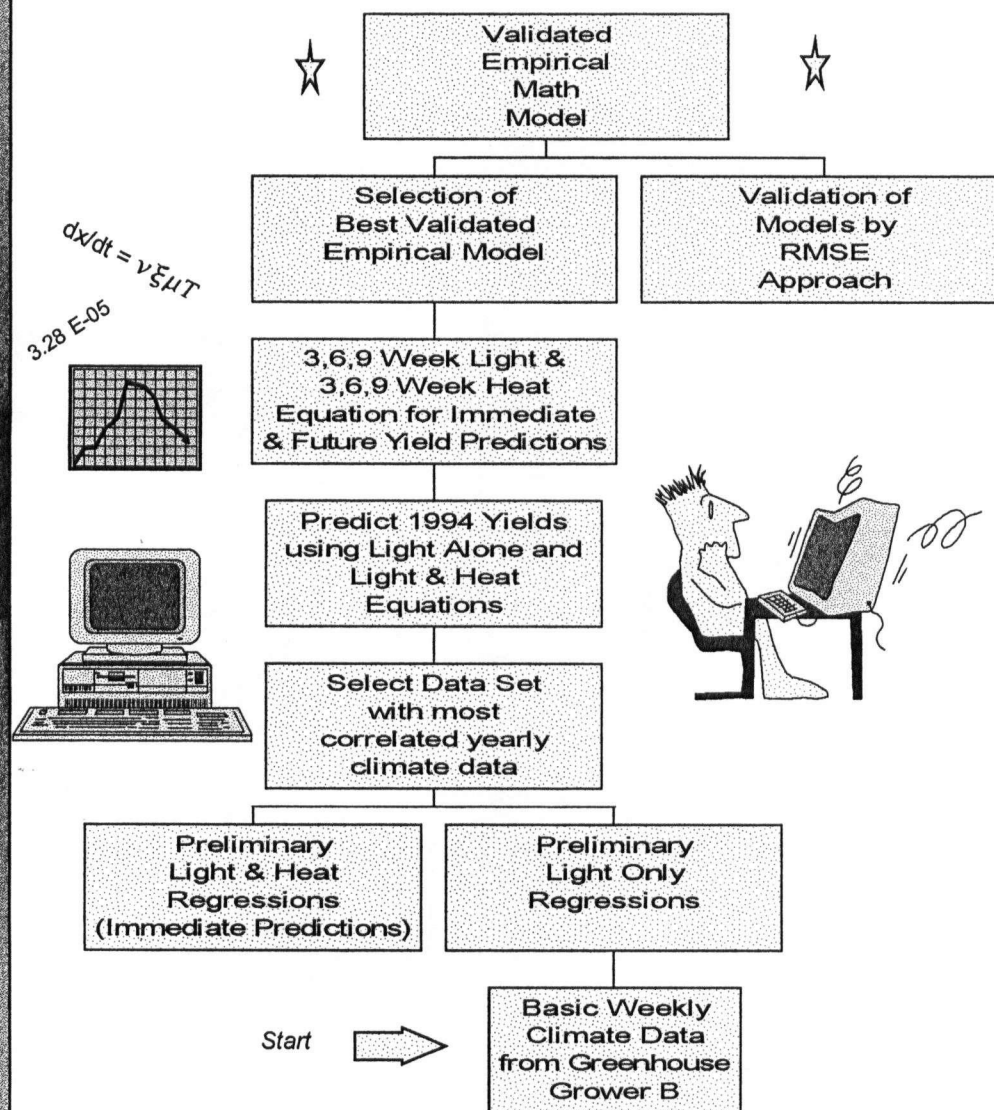 Validated
Empirical
Math
Model
Selection of
Best Validated
Empirical Model
Validation of
Models by
RMSE
Approach
dx/dt = νξμT
3.28 E-05
3,6,9 Week Light &
3,6,9 Week Heat
Equation for Immediate
& Future Yield Predictions
Predict 1994 Yields
using Light Alone and
Light & Heat
Equations
Select Data Set
with most
correlated yearly
climate data
Preliminary
Light & Heat
Regressions
(Immediate Predictions)
Preliminary
Light Only
Regressions
Start
Basic Weekly
Climate Data
from Greenhouse
Grower B